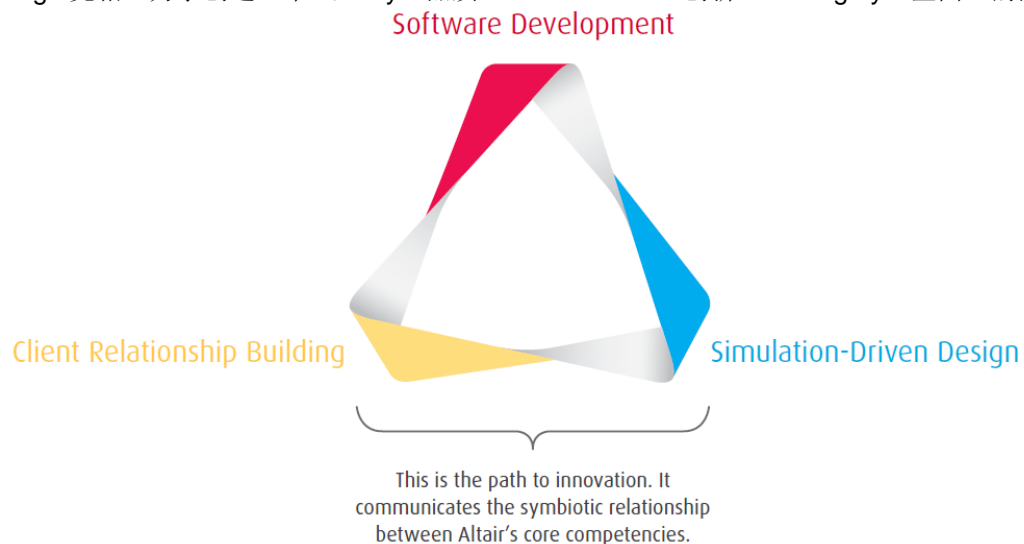 Software Development
Client Relationship Building
Simulation-Driven Design
This is the path to innovation. It
communicates the symbiotic relationship
between Altair's core competencies.